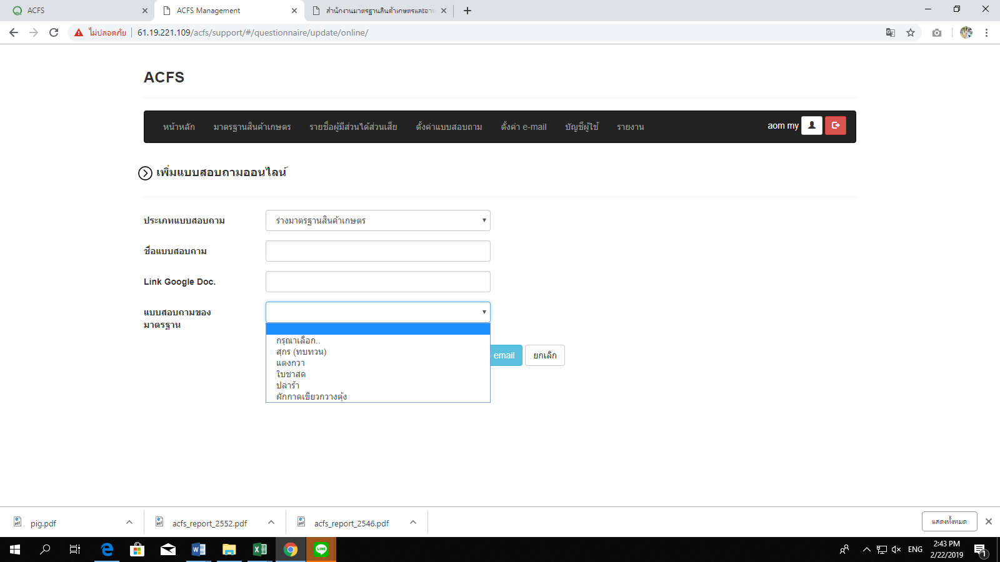 ACFS
ACFS Management
สำนักงานมาตรฐานสินค้าเกษตรและอาห
ไม่ปลอดภัย
61.19.221.109/acfs/support/#/questionnaire/update/online/
ACFS
หน้าหลัก
มาตรฐานสินค้าเกษตร
รายชื่อผู้มีส่วนได้ส่วนเสีย
ตั้งค่าแบบสอบถาม
ตั้งค่า e-mail
บัญชีผู้ใช้
รายงาน
aom my
เพิ่มแบบสอบถามออนไลน์
ประเภทแบบสอบถาม
ร่างมาตรฐานสินค้าเกษตร
ชื่อแบบสอบถาม
Link Google Doc.
แบบสอบถามของ
มาตรฐาน
กรุณาเลือก..
สุกร (ทบทวน)
แตงกวา
ใบชาสด
ปลาร้า
ผักกาดเขียวกวางตุ้ง
email
ยกเลิก
pig.pdf
acfs_report_2552.pdf
acfs_report_2546.pdf
แสดงทั้งหมด
ENG
2:43 PM
2/22/2019
1